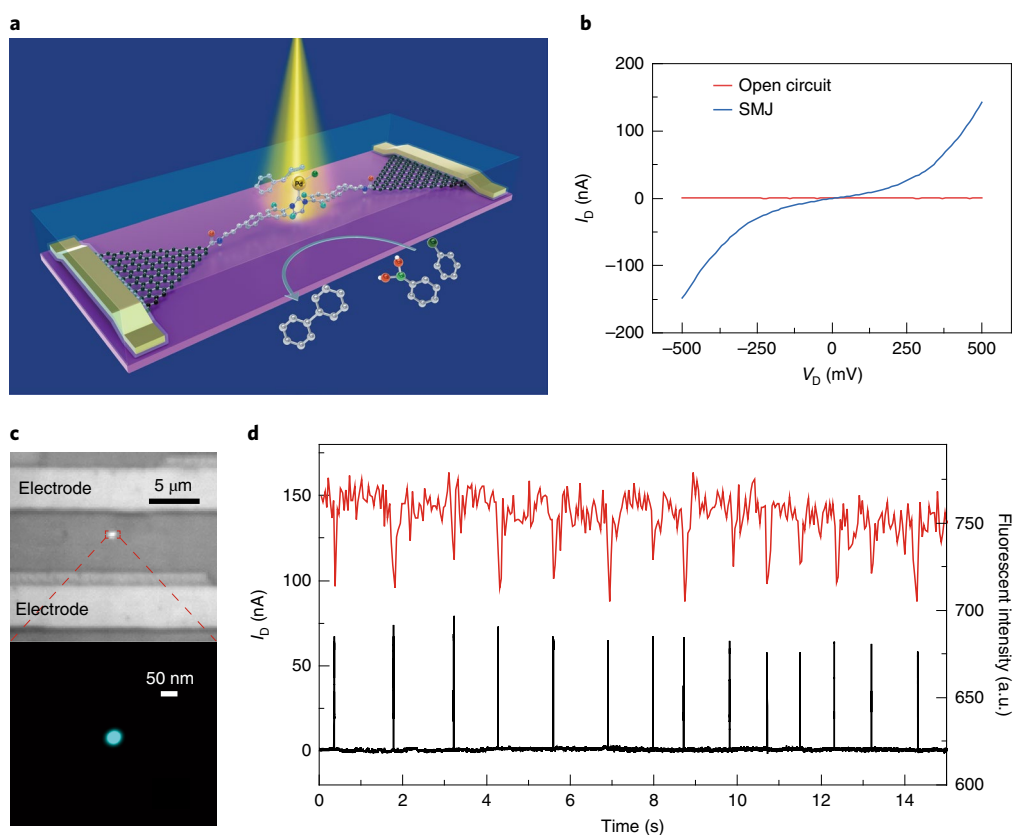 a
Pd
b
200
100
0
−100
−200
I_D (nA)
Open circuit
SMJ
−500
−250
0
250
500
V_D (mV)
c
Electrode
5 μm
Electrode
50 nm
d
150
100
50
0
I_D (nA)
750
700
650
600
Fluorescent intensity (a.u.)
0
2
4
6
8
10
12
14
Time (s)